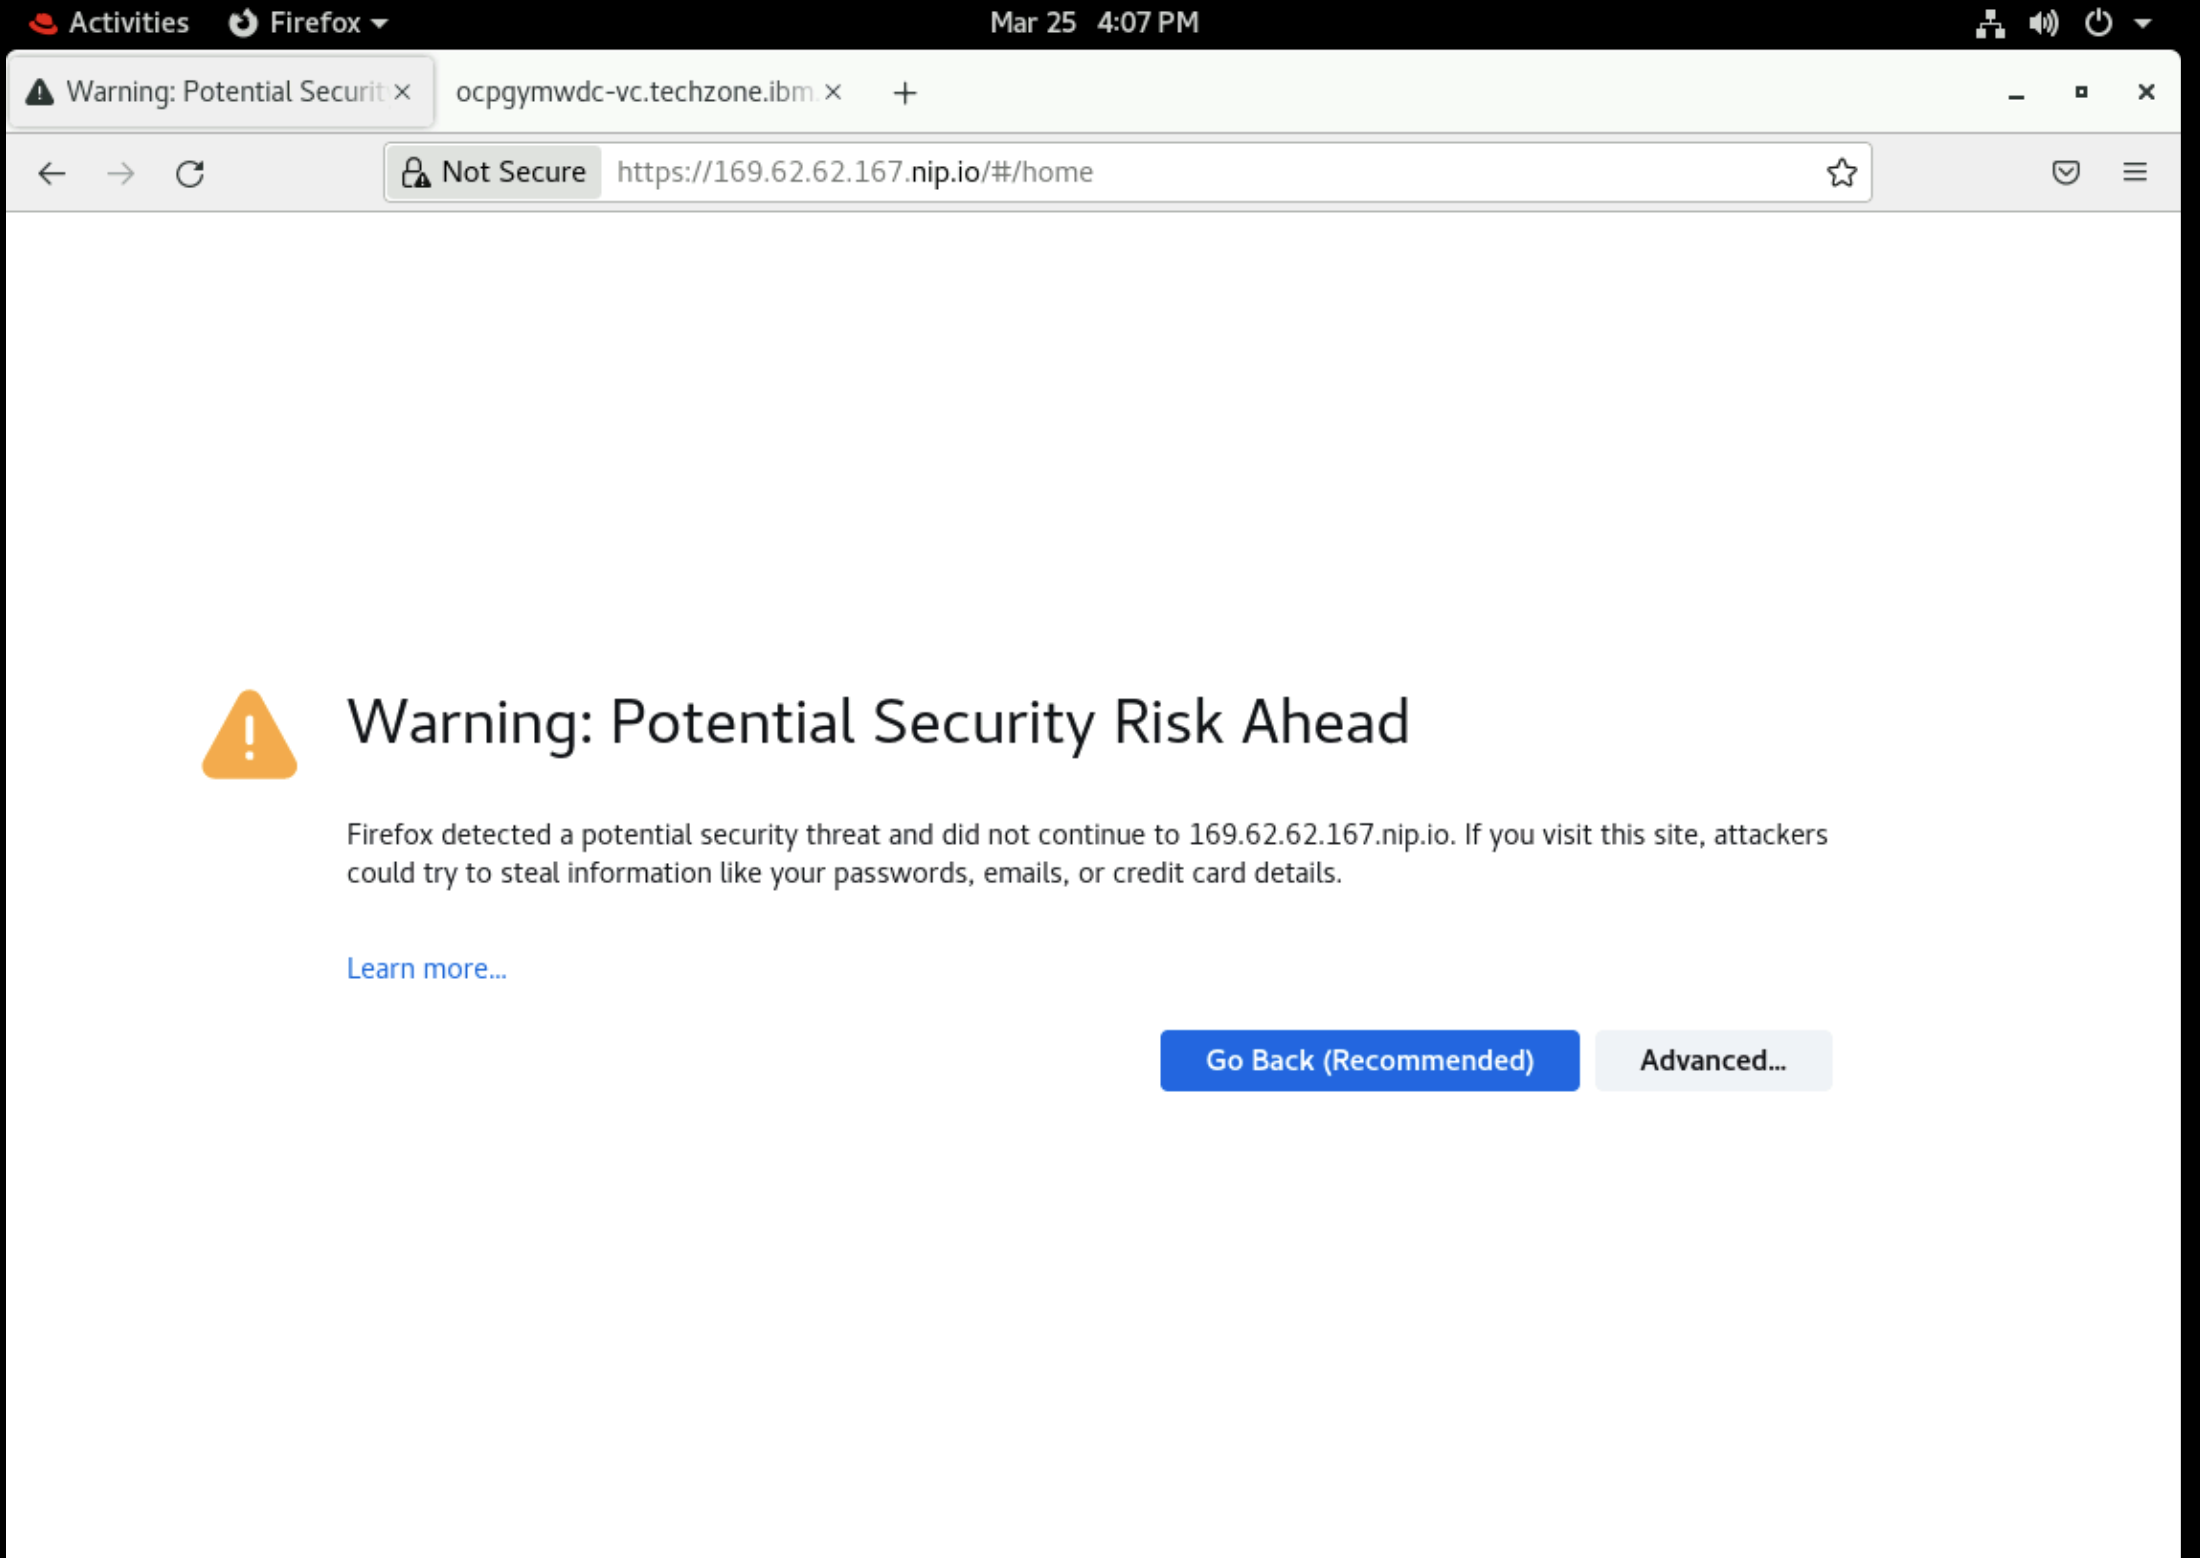 Activities Firefox Mar 25 4:07 PM
Warning: Potential Securit ocpgymwdc-vc.techzone.ibm.
Not Secure https://169.62.62.167.nip.io/#/home
Warning: Potential Security Risk Ahead
Firefox detected a potential security threat and did not continue to 169.62.62.167.nip.io. If you visit this site, attackers
could try to steal information like your passwords, emails, or credit card details.
Learn more...
Go Back (Recommended) Advanced...